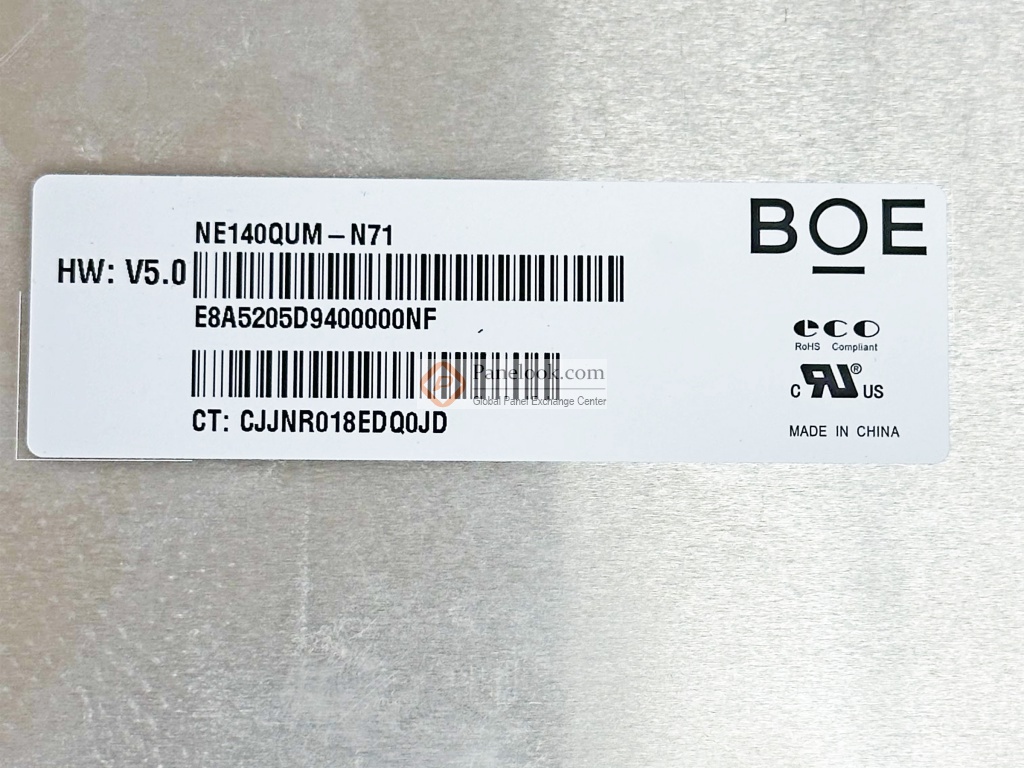 NE140QUM-N71
HW: V5.0
E8A5205D9400000NF
CT: CJJNR018EDQ0JD
BOE
eco
RoHS Compliant
c RU® US
MADE IN CHINA
Panelook.com
Global Panel Exchange Center